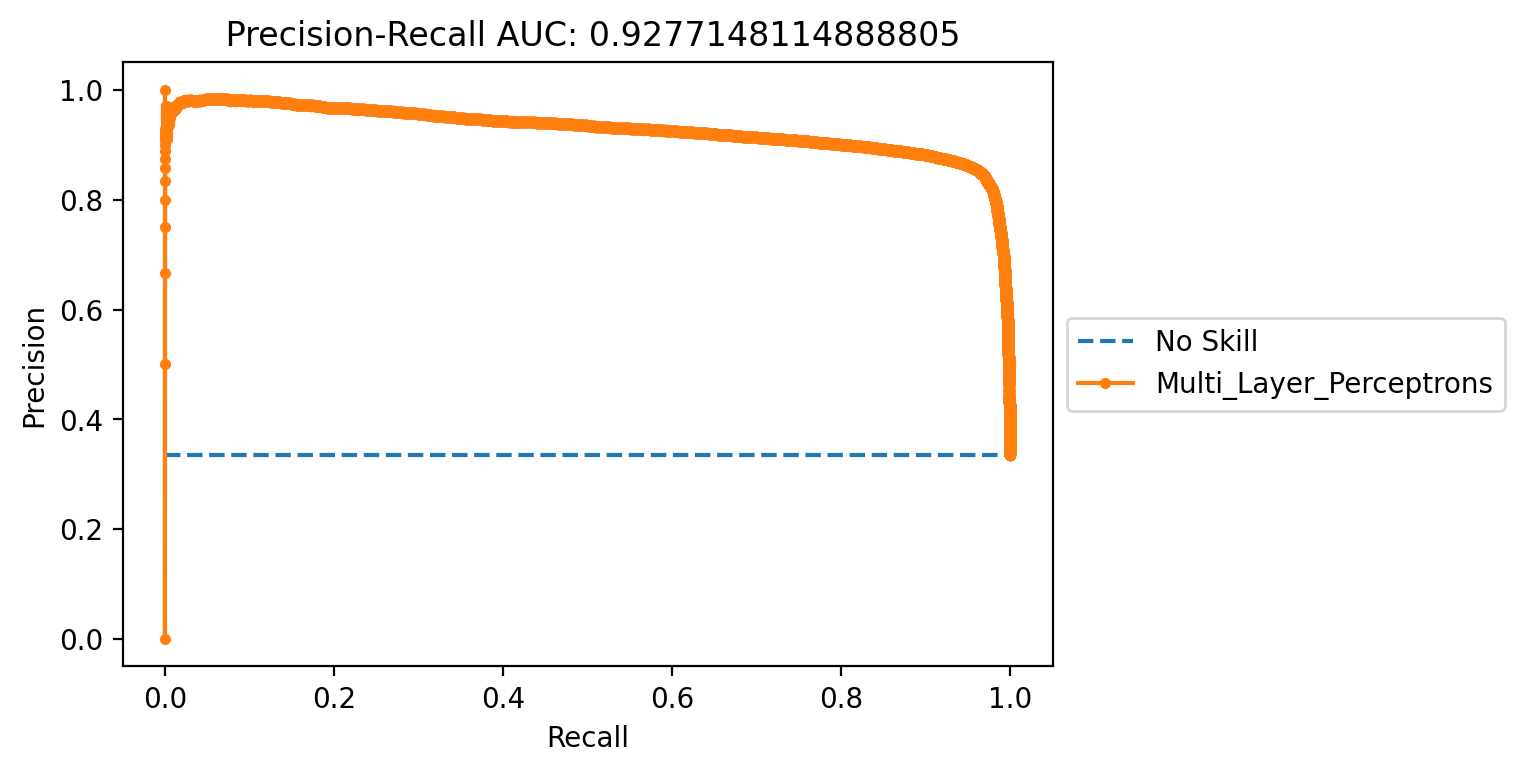 Precision-Recall AUC: 0.9277148114888805
1.0
0.8
0.6
0.4
0.2
0.0
Precision
0.0 0.2 0.4 0.6 0.8 1.0
Recall
No Skill
Multi_Layer_Perceptrons